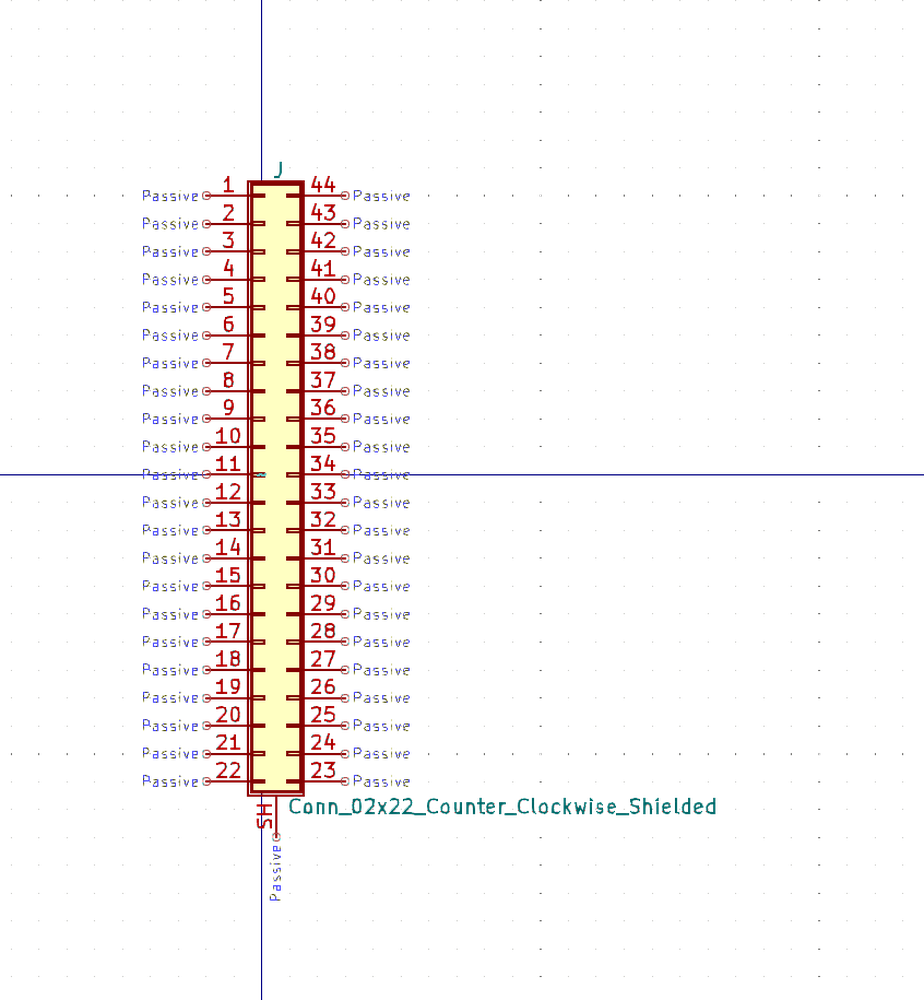 J
Passive 1 44 Passive
Passive 2 43 Passive
Passive 3 42 Passive
Passive 4 41 Passive
Passive 5 40 Passive
Passive 6 39 Passive
Passive 7 38 Passive
Passive 8 37 Passive
Passive 9 36 Passive
Passive 10 35 Passive
Passive 11 34 Passive
Passive 12 33 Passive
Passive 13 32 Passive
Passive 14 31 Passive
Passive 15 30 Passive
Passive 16 29 Passive
Passive 17 28 Passive
Passive 18 27 Passive
Passive 19 26 Passive
Passive 20 25 Passive
Passive 21 24 Passive
Passive 22 23 Passive
SH
Conn_02x22_Counter_Clockwise_Shielded
Passive